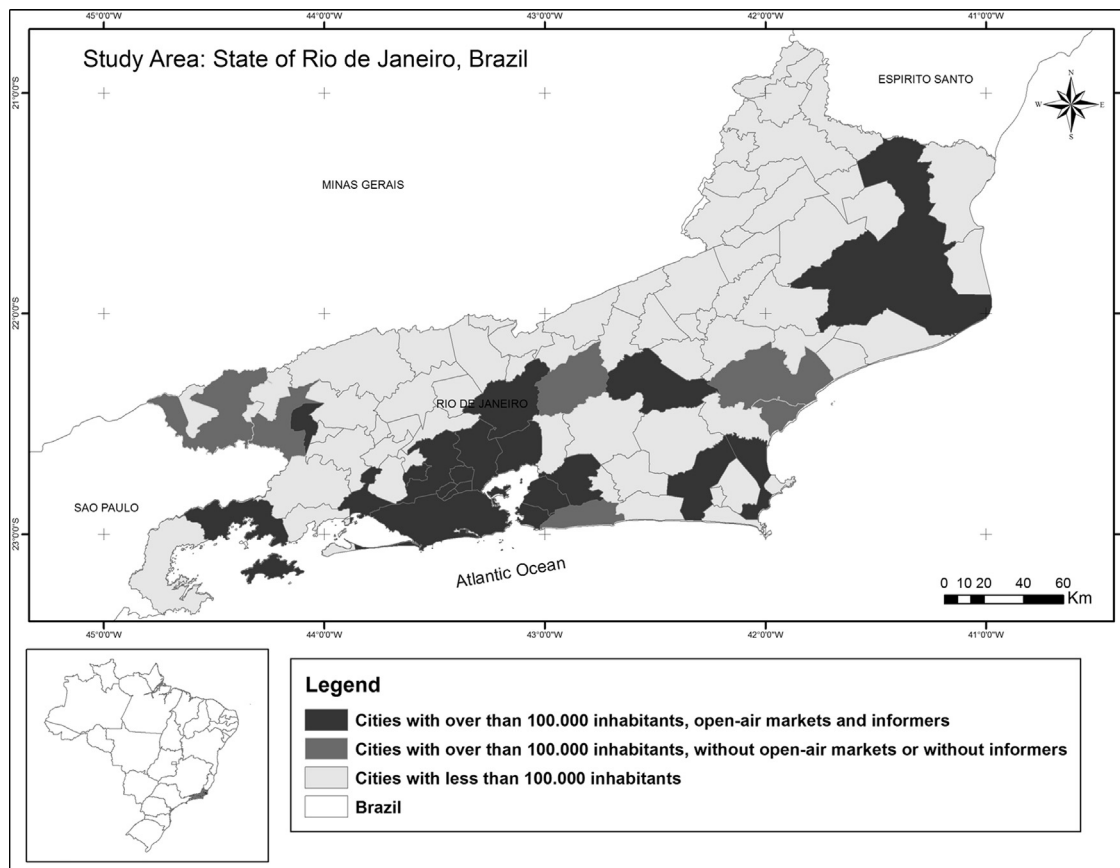 45°0'0"W 44°0'0"W 43°0'0"W 42°0'0"W 41°0'0"W
Study Area: State of Rio de Janeiro, Brazil
ESPIRITO SANTO
N
W E
S
21°0'0"S
MINAS GERAIS
22°0'0"S
RIO DE JANEIRO
SAO PAULO
23°0'0"S
Atlantic Ocean
0 10 20 40 60
Km
45°0'0"W 44°0'0"W 43°0'0"W 42°0'0"W 41°0'0"W
Legend
Cities with over than 100.000 inhabitants, open-air markets and informers
Cities with over than 100.000 inhabitants, without open-air markets or without informers
Cities with less than 100.000 inhabitants
Brazil